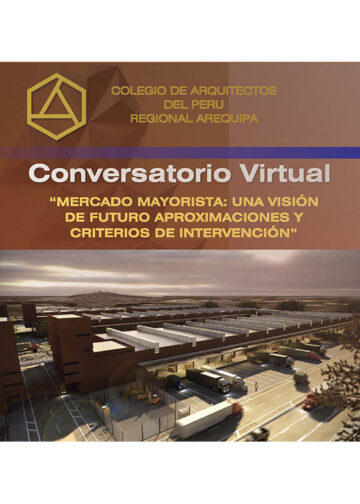 COLEGIO DE ARQUITECTOS
DEL PERU
REGIONAL AREQUIPA
Conversatorio Virtual
“MERCADO MAYORISTA: UNA VISIÓN
DE FUTURO APROXIMACIONES Y
CRITERIOS DE INTERVENCIÓN”